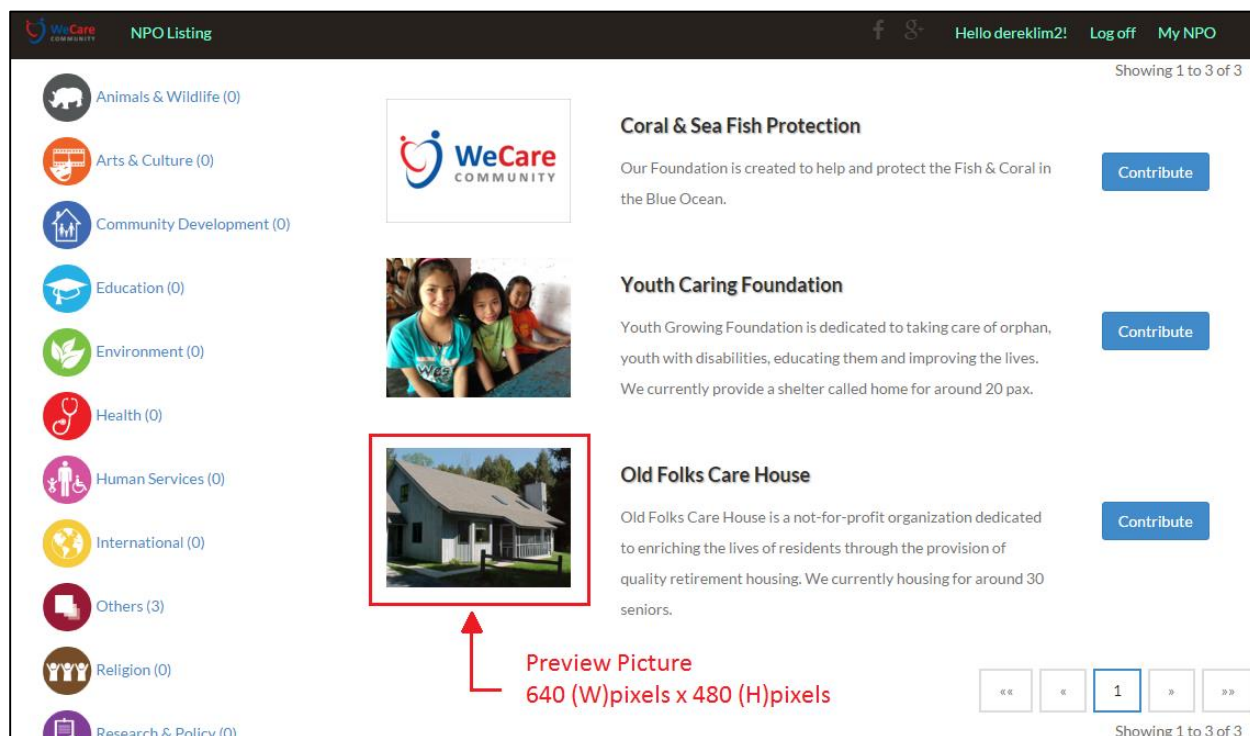 WeCare
COMMUNITY
NPO Listing
Hello dereklim2!
Log off
My NPO
Showing 1 to 3 of 3
Animals & Wildlife (0)
Arts & Culture (0)
Community Development (0)
Education (0)
Environment (0)
Health (0)
Human Services (0)
International (0)
Others (3)
Religion (0)
Research & Policy (0)
WeCare
COMMUNITY
Coral & Sea Fish Protection
Our Foundation is created to help and protect the Fish & Coral in
the Blue Ocean.
Contribute
Youth Caring Foundation
Youth Growing Foundation is dedicated to taking care of orphan,
youth with disabilities, educating them and improving the lives.
We currently provide a shelter called home for around 20 pax.
Contribute
Old Folks Care House
Old Folks Care House is a not-for-profit organization dedicated
to enriching the lives of residents through the provision of
quality retirement housing. We currently housing for around 30
seniors.
Contribute
Preview Picture
640 (W)pixels x 480 (H)pixels
«« « 1 » »»
Showing 1 to 3 of 3